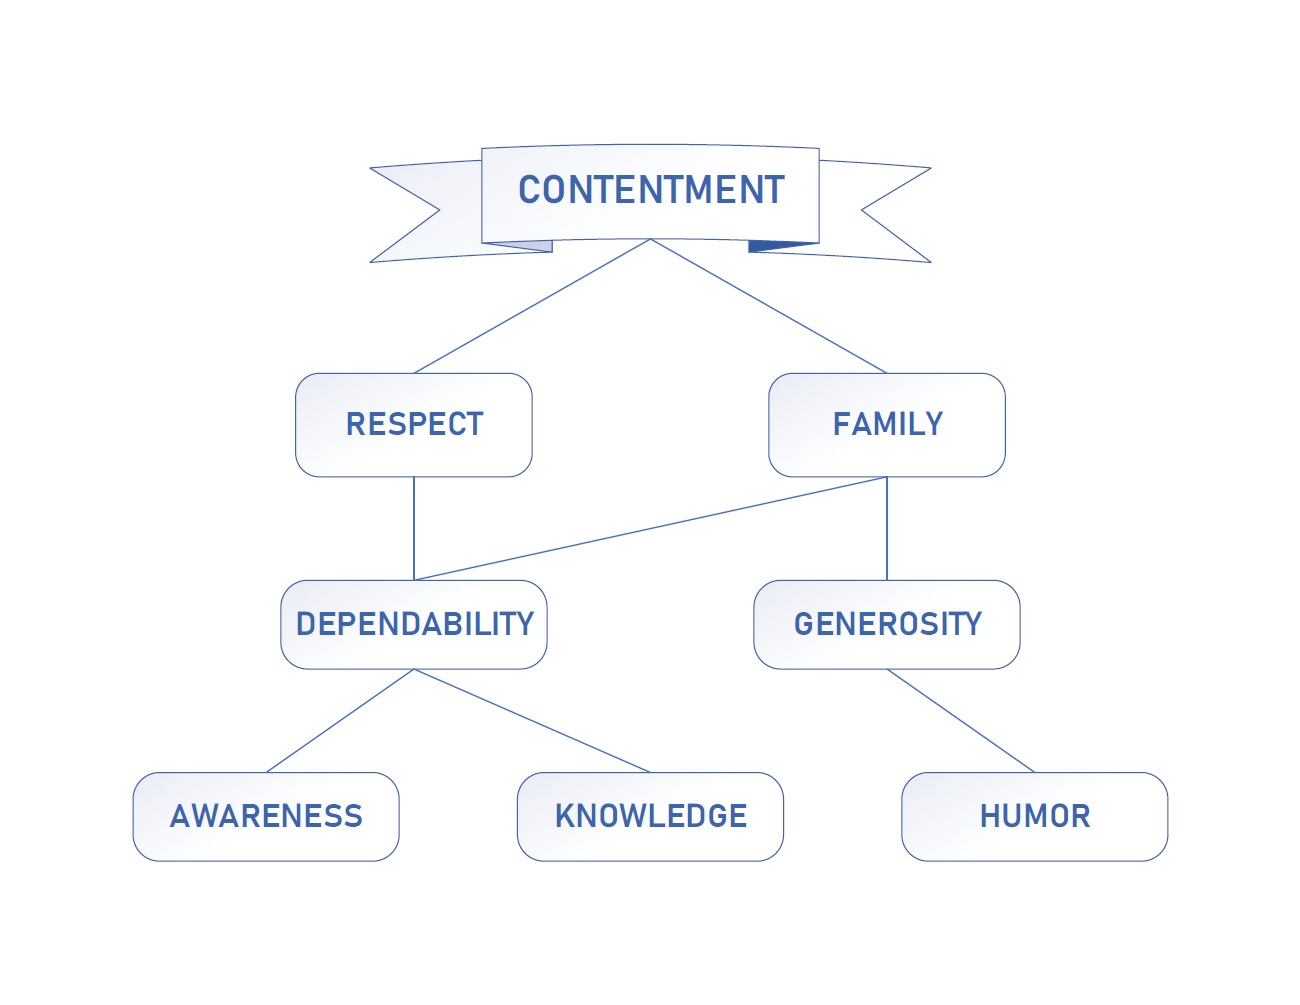 CONTENTMENT
RESPECT
FAMILY
DEPENDABILITY
GENEROSITY
AWARENESS
KNOWLEDGE
HUMOR